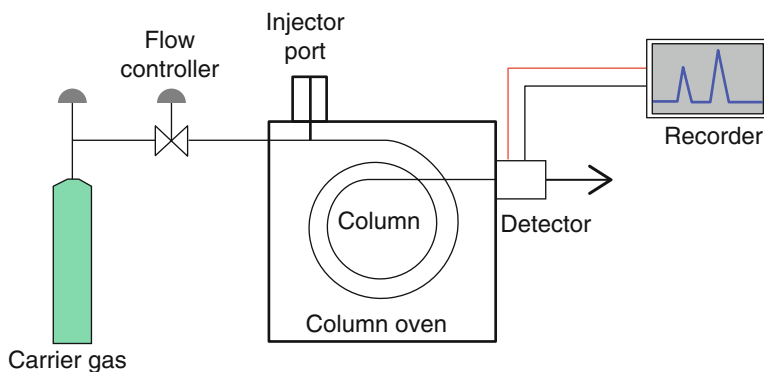 Injector
port
Flow
controller
Recorder
Column
Detector
Column oven
Carrier gas